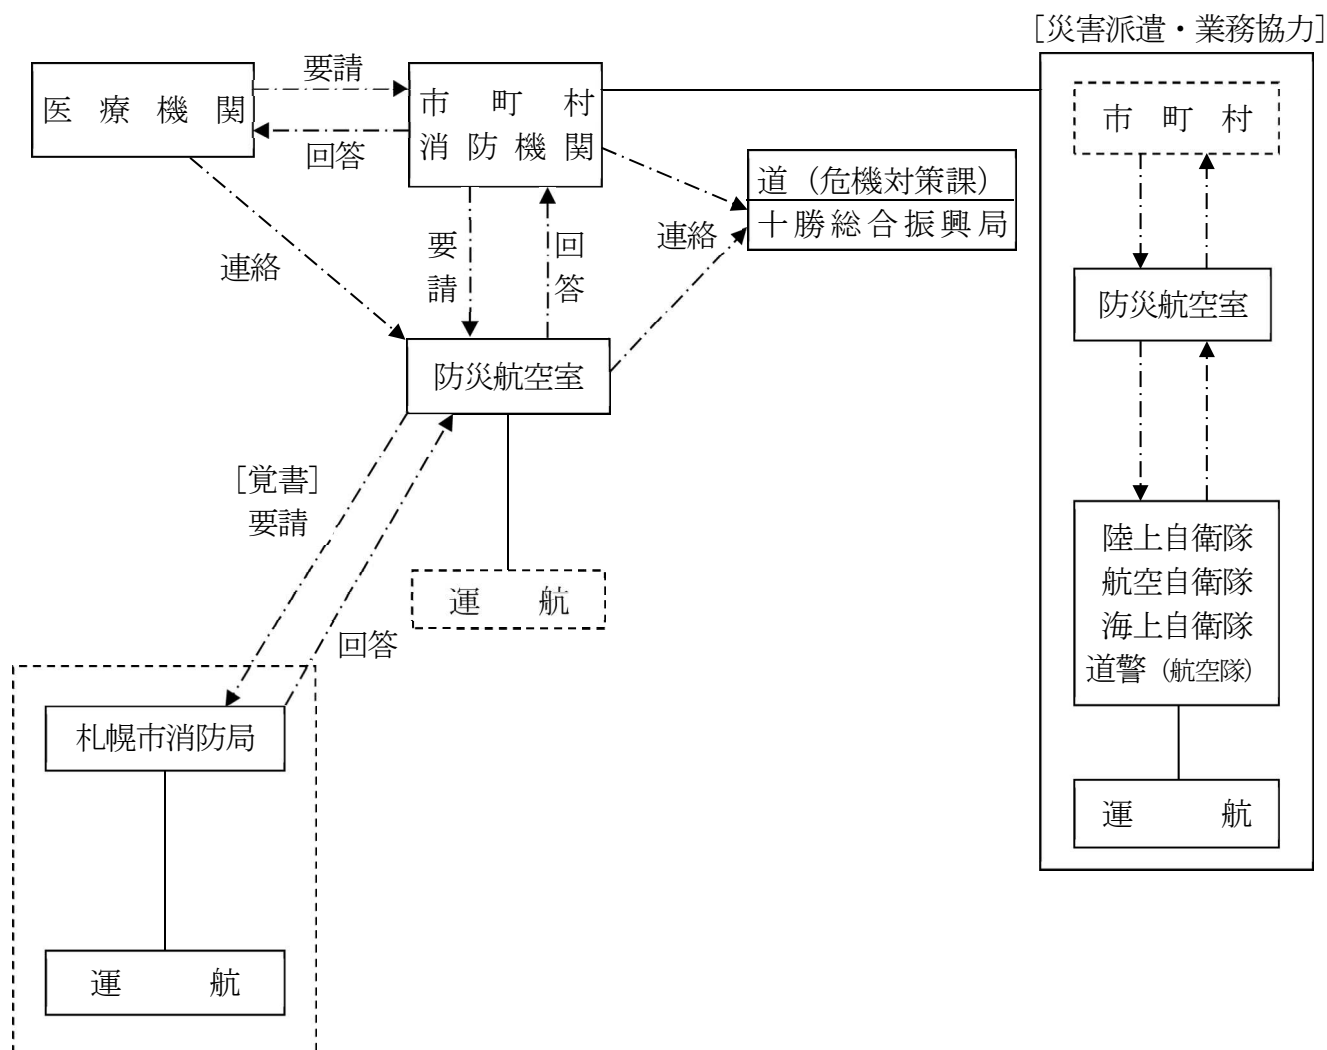 [災害派遣・業務協力]
医療機関
要請
回答
市町村
消防機関
道（危機対策課）
十勝総合振興局
連絡
要請
回答
連絡
防災航空室
[覚書]
要請
回答
運航
札幌市消防局
運航
市町村
防災航空室
陸上自衛隊
航空自衛隊
海上自衛隊
道警（航空隊）
運航